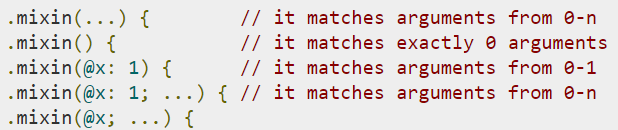 .mixin(...) {        // it matches arguments from 0-n
.mixin() {           // it matches exactly 0 arguments
.mixin(@x: 1) {      // it matches arguments from 0-1
.mixin(@x: 1; ...) { // it matches arguments from 0-n
.mixin(@x; ...) {